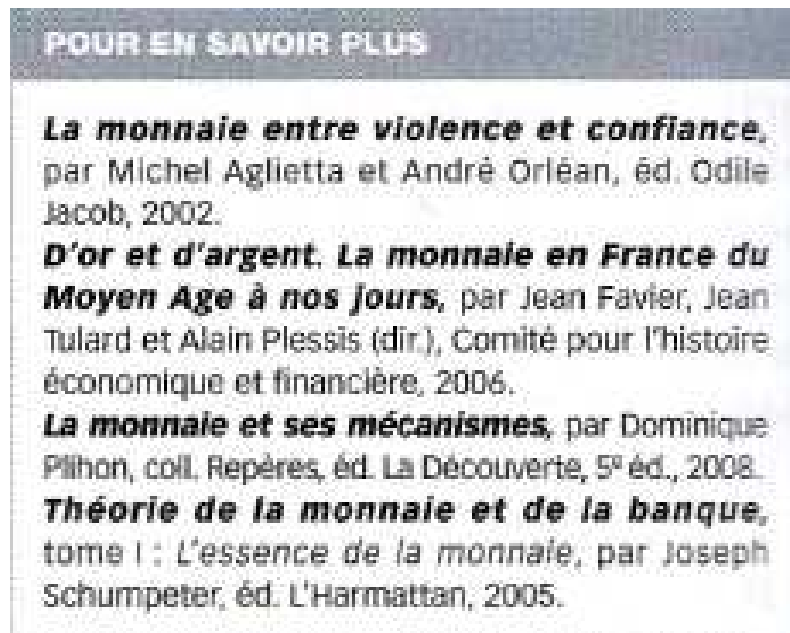 POUR EN SAVOIR PLUS
La monnaie entre violence et confiance,
par Michel Aglietta et André Orléan, éd. Odile
Jacob, 2002.
D'or et d'argent. La monnaie en France du
Moyen Age à nos jours, par Jean Favier, Jean
Tulard et Alain Plessis (dir.), Comité pour l'histoire
économique et financière, 2006.
La monnaie et ses mécanismes, par Dominique
Plihon, coll. Repères, éd. La Découverte, 5e éd., 2008.
Théorie de la monnaie et de la banque,
tome I : L'essence de la monnaie, par Joseph
Schumpeter, éd. L'Harmattan, 2005.